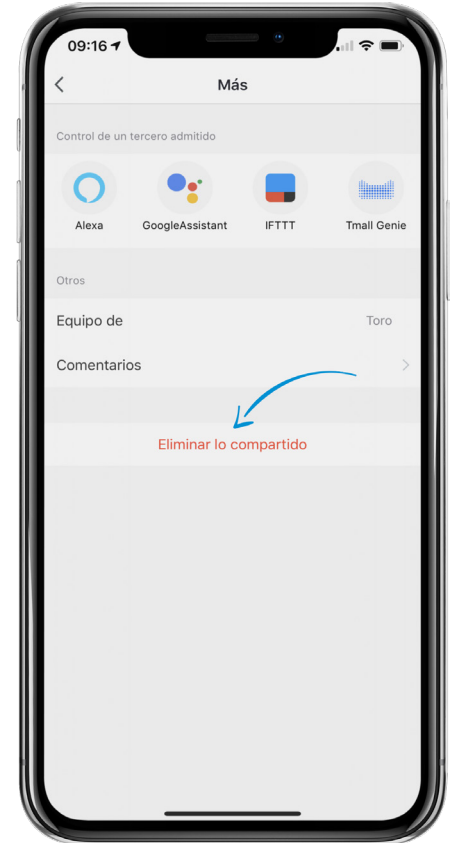 09:16
Más
Control de un tercero admitido
Alexa GoogleAssistant IFTTT Tmall Genie
Otros
Equipo de Toro
Comentarios
Eliminar lo compartido